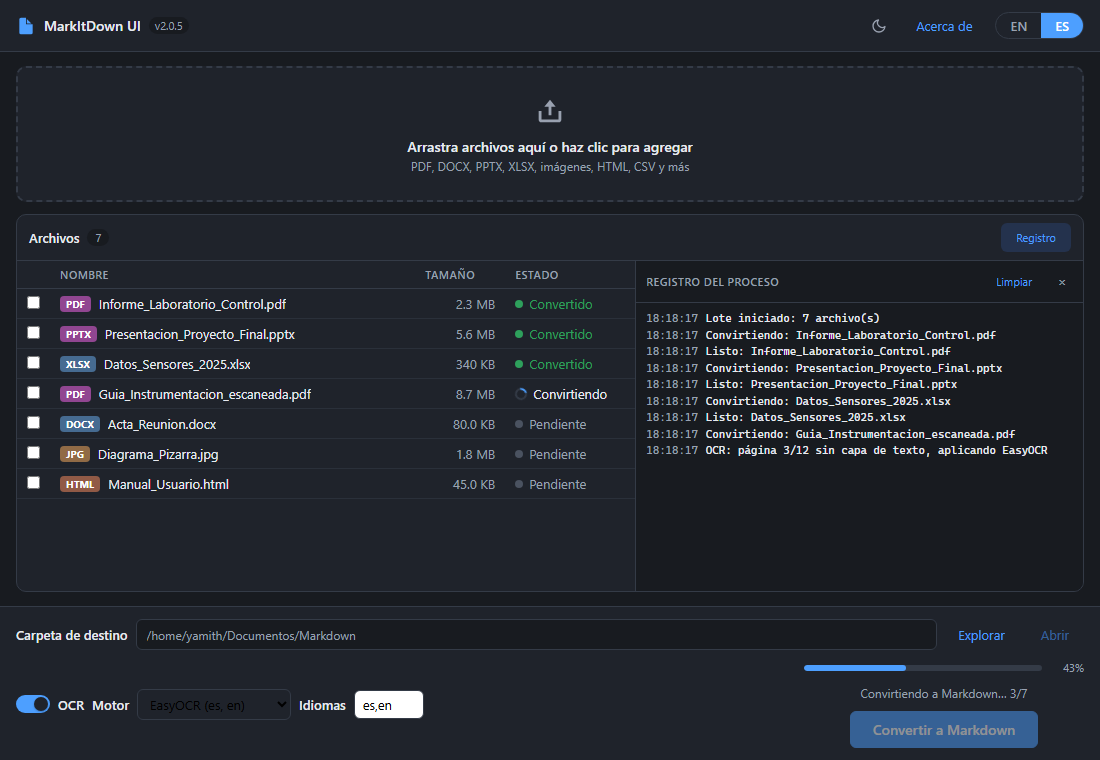 MarkItDown UI v2.0.5 Acerca de EN ES
Arrastra archivos aquí o haz clic para agregar
PDF, DOCX, PPTX, XLSX, imágenes, HTML, CSV y más
Archivos 7 Registro
NOMBRE TAMAÑO ESTADO
PDF Informe_Laboratorio_Control.pdf 2.3 MB Convertido
PPTX Presentacion_Proyecto_Final.pptx 5.6 MB Convertido
XLSX Datos_Sensores_2025.xlsx 340 KB Convertido
PDF Guia_Instrumentacion_escaneada.pdf 8.7 MB Convirtiendo
DOCX Acta_Reunion.docx 80.0 KB Pendiente
JPG Diagrama_Pizarra.jpg 1.8 MB Pendiente
HTML Manual_Usuario.html 45.0 KB Pendiente
REGISTRO DEL PROCESO Limpiar ×
18:18:17 Lote iniciado: 7 archivo(s)
18:18:17 Convirtiendo: Informe_Laboratorio_Control.pdf
18:18:17 Listo: Informe_Laboratorio_Control.pdf
18:18:17 Convirtiendo: Presentacion_Proyecto_Final.pptx
18:18:17 Listo: Presentacion_Proyecto_Final.pptx
18:18:17 Convirtiendo: Datos_Sensores_2025.xlsx
18:18:17 Listo: Datos_Sensores_2025.xlsx
18:18:17 Convirtiendo: Guia_Instrumentacion_escaneada.pdf
18:18:17 OCR: página 3/12 sin capa de texto, aplicando EasyOCR
Carpeta de destino /home/yamith/Documentos/Markdown Explorar Abrir
43%
OCR Motor EasyOCR (es, en) Idiomas es,en
Convirtiendo a Markdown... 3/7
Convertir a Markdown